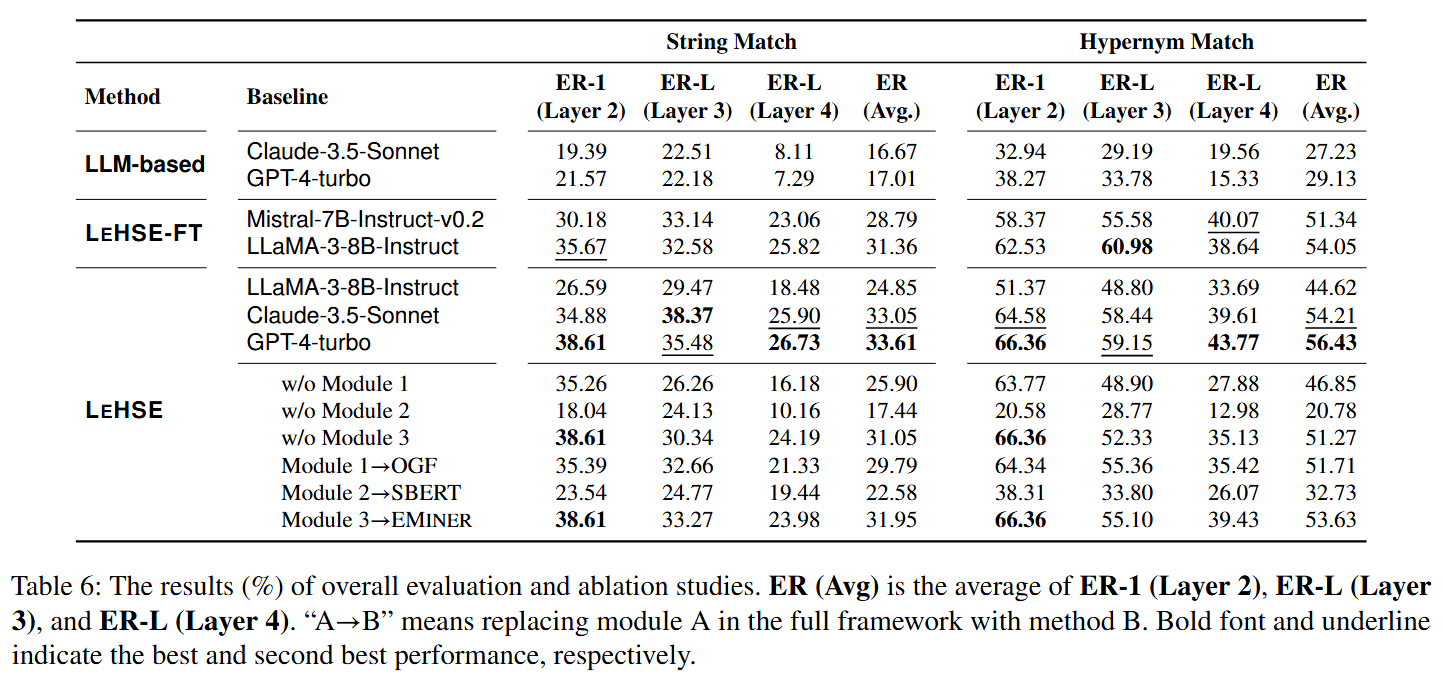 String Match Hypernym Match
Method Baseline ER-1 (Layer 2) ER-L (Layer 3) ER-L (Layer 4) ER (Avg.) ER-1 (Layer 2) ER-L (Layer 3) ER-L (Layer 4) ER (Avg.)
LLM-based Claude-3.5-Sonnet 19.39 22.51 8.11 16.67 32.94 29.19 19.56 27.23
GPT-4-turbo 21.57 22.18 7.29 17.01 38.27 33.78 15.33 29.13
LEHSE-FT Mistral-7B-Instruct-v0.2 30.18 33.14 23.06 28.79 58.37 55.58 40.07 51.34
LLaMA-3-8B-Instruct 35.67 32.58 25.82 31.36 62.53 60.98 38.64 54.05
LEHSE LLaMA-3-8B-Instruct 26.59 29.47 18.48 24.85 51.37 48.80 33.69 44.62
Claude-3.5-Sonnet 34.88 38.37 25.90 33.05 64.58 58.44 39.61 54.21
GPT-4-turbo 38.61 35.48 26.73 33.61 66.36 59.15 43.77 56.43
w/o Module 1 35.26 26.26 16.18 25.90 63.77 48.90 27.88 46.85
w/o Module 2 18.04 24.13 10.16 17.44 20.58 28.77 12.98 20.78
w/o Module 3 38.61 30.34 24.19 31.05 66.36 52.33 35.13 51.27
Module 1→OGF 35.39 32.66 21.33 29.79 64.34 55.36 35.42 51.71
Module 2→SBERT 23.54 24.77 19.44 22.58 38.31 33.80 26.07 32.73
Module 3→EMINER 38.61 33.27 23.98 31.95 66.36 55.10 39.43 53.63
Table 6: The results (%) of overall evaluation and ablation studies. ER (Avg) is the average of ER-1 (Layer 2), ER-L (Layer
3), and ER-L (Layer 4). “A→B” means replacing module A in the full framework with method B. Bold font and underline
indicate the best and second best performance, respectively.